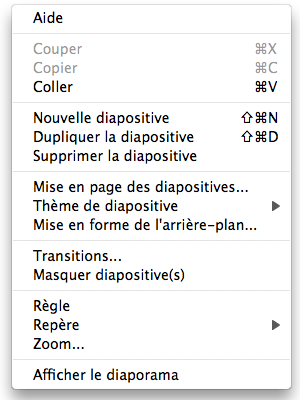 Aide
Couper ⌘X
Copier ⌘C
Coller ⌘V
Nouvelle diapositive ⇧⌘N
Dupliquer la diapositive ⇧⌘D
Supprimer la diapositive
Mise en page des diapositives...
Thème de diapositive
Mise en forme de l'arrière-plan...
Transitions...
Masquer diapositive(s)
Règle
Repère
Zoom...
Afficher le diaporama